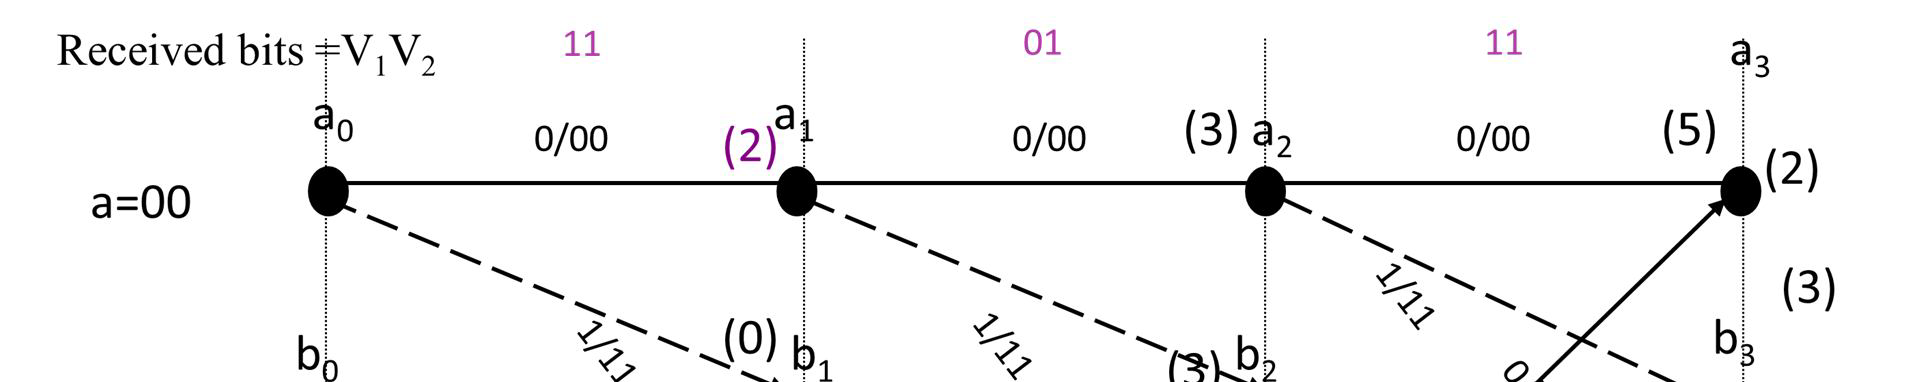 Received bits =V1V2 11 01 11 a3
a0 0/00 (2) a1 0/00 (3) a2 0/00 (5)
a=00 (2)
1/11 (3)
b0 1/11 (0) b1 1/11 (3) b2 0 b3